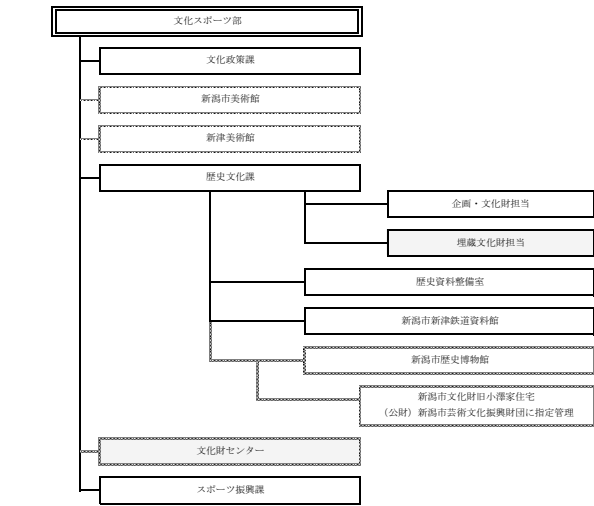 文化スポーツ部
文化政策課
新潟市美術館
新津美術館
歴史文化課
企画・文化財担当
埋蔵文化財担当
歴史資料整備室
新潟市新津鉄道資料館
新潟市歴史博物館
新潟市文化財旧小澤家住宅
（公財）新潟市芸術文化振興財団に指定管理
文化財センター
スポーツ振興課